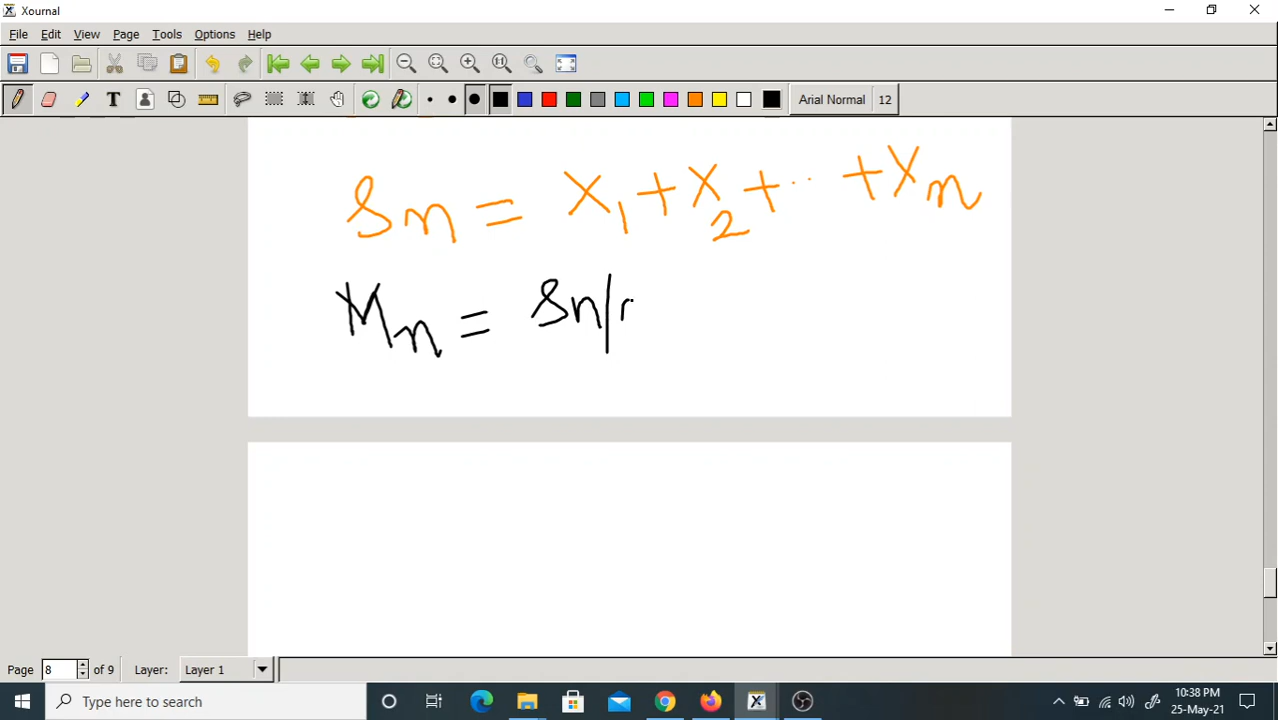 Xournal
File Edit View Page Tools Options Help
Arial Normal 12
Sn = X1 + X2 + .. + Xn
Mn = Sn/
Page 8 of 9 Layer: Layer 1
Type here to search
10:38 PM
25-May-21